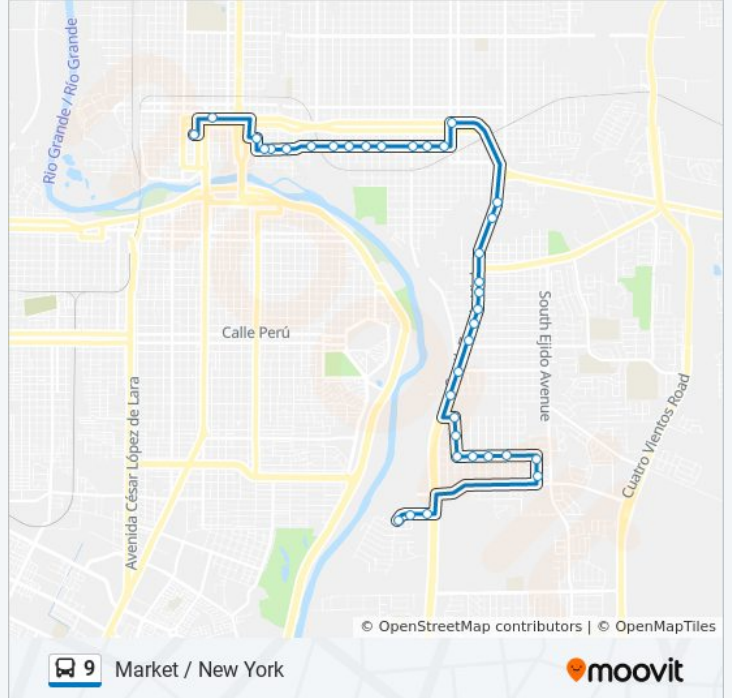 Rio Grande / Río Grande
Calle Perú
South Ejido Avenue
Avenida César López de Lara
Cuatro Vientos Road
© OpenStreetMap contributors | © OpenMapTiles
9 Market / New York
moovit